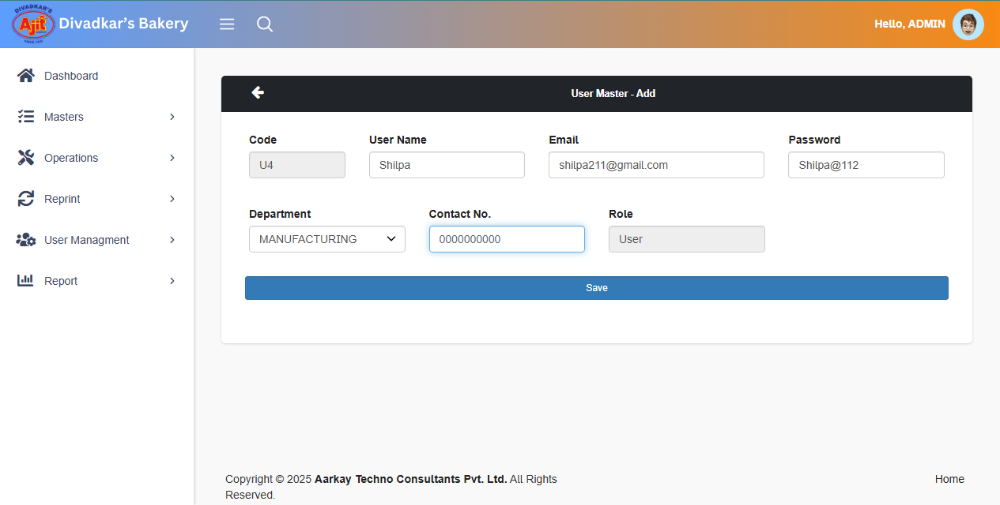 DIVADKAR'S
Ajit
SINCE 1930
Divadkar's Bakery
Hello, ADMIN
Dashboard
Masters
Operations
Reprint
User Managment
Report
User Master - Add
Code
User Name
Email
Password
U4
Shilpa
shilpa211@gmail.com
Shilpa@112
Department
Contact No.
Role
MANUFACTURING
0000000000
User
Save
Copyright © 2025 Aarkay Techno Consultants Pvt. Ltd. All Rights
Reserved.
Home